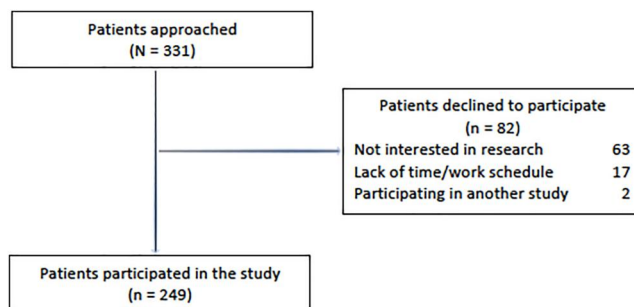 Patients approached
(N = 331)
Patients declined to participate
(n = 82)
Not interested in research 63
Lack of time/work schedule 17
Participating in another study 2
Patients participated in the study
(n = 249)